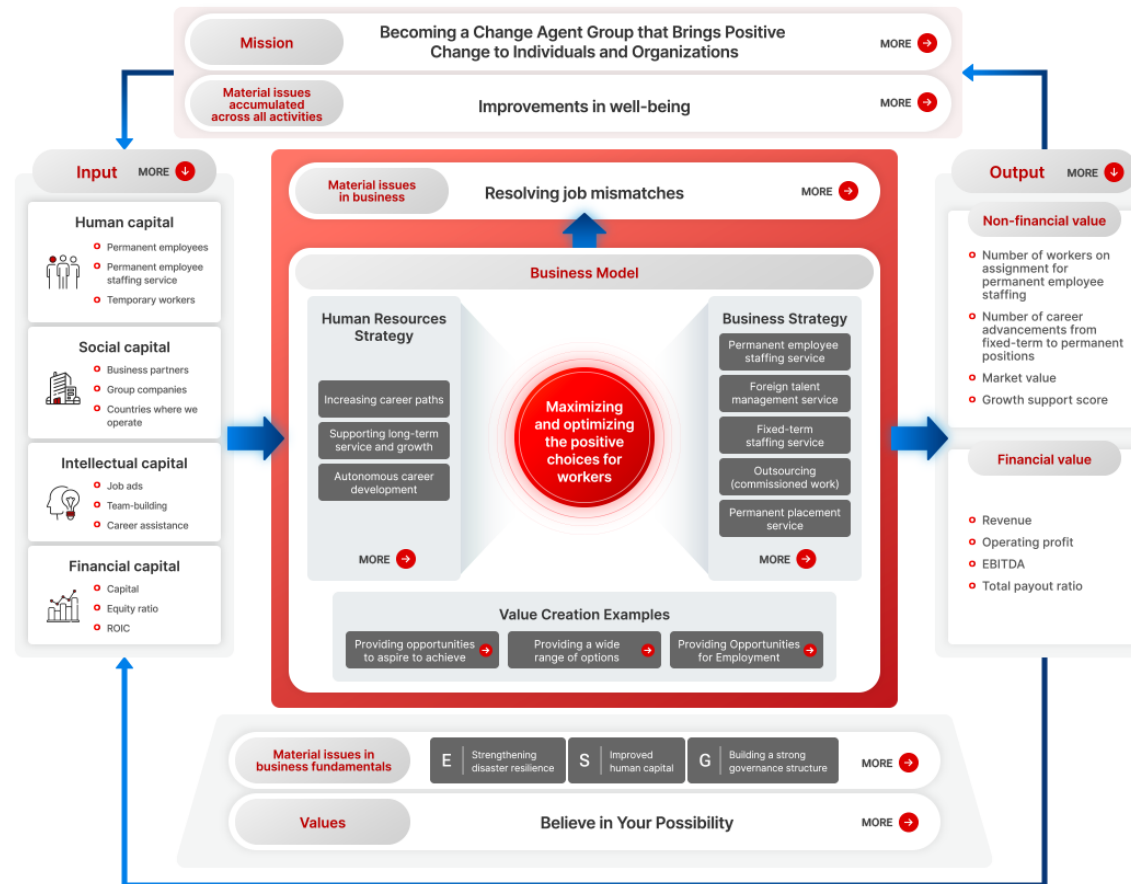 Mission
Becoming a Change Agent Group that Brings Positive
Change to Individuals and Organizations
MORE
Material issues
accumulated
across all activities
Improvements in well-being
MORE
Input
MORE
Human capital
Permanent employees
Permanent employee
staffing service
Temporary workers
Social capital
Business partners
Group companies
Countries where we
operate
Intellectual capital
Job ads
Team-building
Career assistance
Financial capital
Capital
Equity ratio
ROIC
Material issues
in business
Resolving job mismatches
MORE
Business Model
Human Resources
Strategy
Increasing career paths
Supporting long-term
service and growth
Autonomous career
development
MORE
Maximizing
and optimizing
the positive
choices for
workers
Business Strategy
Permanent employee
staffing service
Foreign talent
management service
Fixed-term
staffing service
Outsourcing
(commissioned work)
Permanent placement
service
MORE
Value Creation Examples
Providing opportunities
to aspire to achieve
Providing a wide
range of options
Providing Opportunities
for Employment
Output
MORE
Non-financial value
Number of workers on
assignment for
permanent employee
staffing
Number of career
advancements from
fixed-term to permanent
positions
Market value
Growth support score
Financial value
Revenue
Operating profit
EBITDA
Total payout ratio
Material issues in
business fundamentals
E
Strengthening
disaster resilience
S
Improved
human capital
G
Building a strong
governance structure
MORE
Values
Believe in Your Possibility
MORE